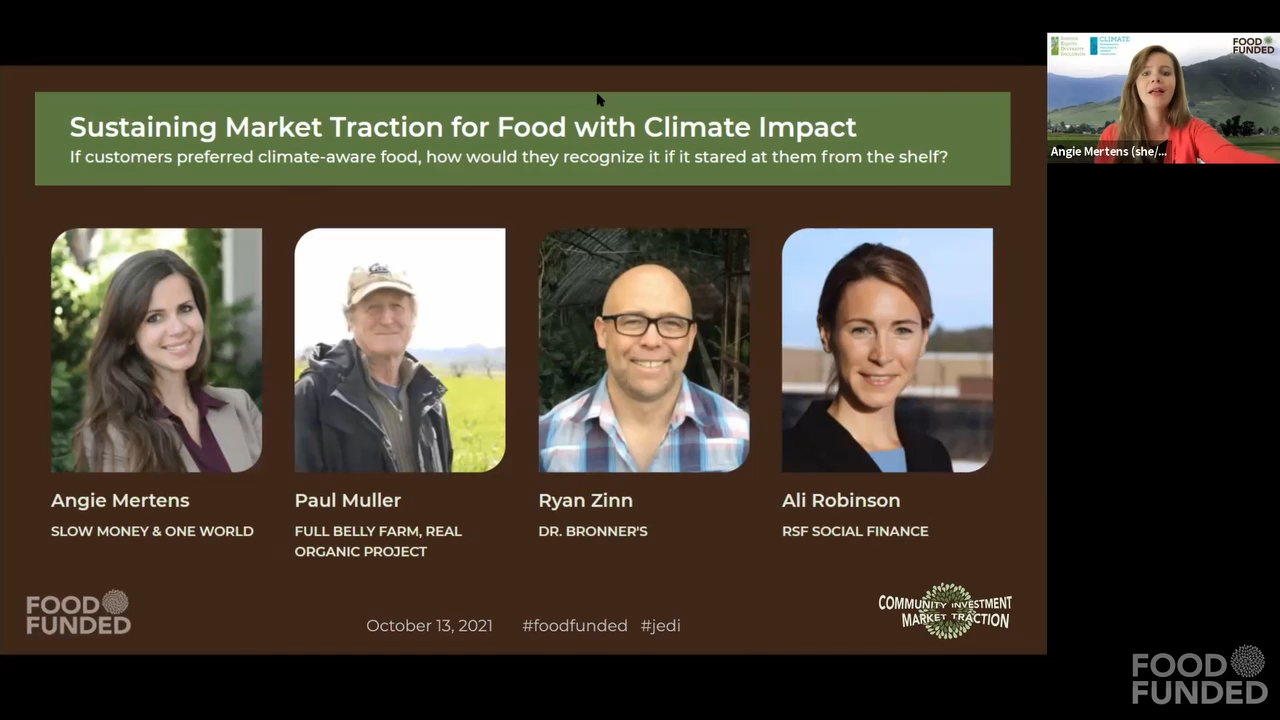 Sustaining Market Traction for Food with Climate Impact
If customers preferred climate-aware food, how would they recognize it if it stared at them from the shelf?
CLIMATE
FOOD
FUNDED
Angie Mertens (she/...
Angie Mertens
SLOW MONEY & ONE WORLD
Paul Muller
FULL BELLY FARM, REAL
ORGANIC PROJECT
Ryan Zinn
DR. BRONNER'S
Ali Robinson
RSF SOCIAL FINANCE
FOOD
FUNDED
October 13, 2021 #foodfunded #jedi
COMMUNITY INVESTMENT
MARKET TRACTION
FOOD
FUNDED